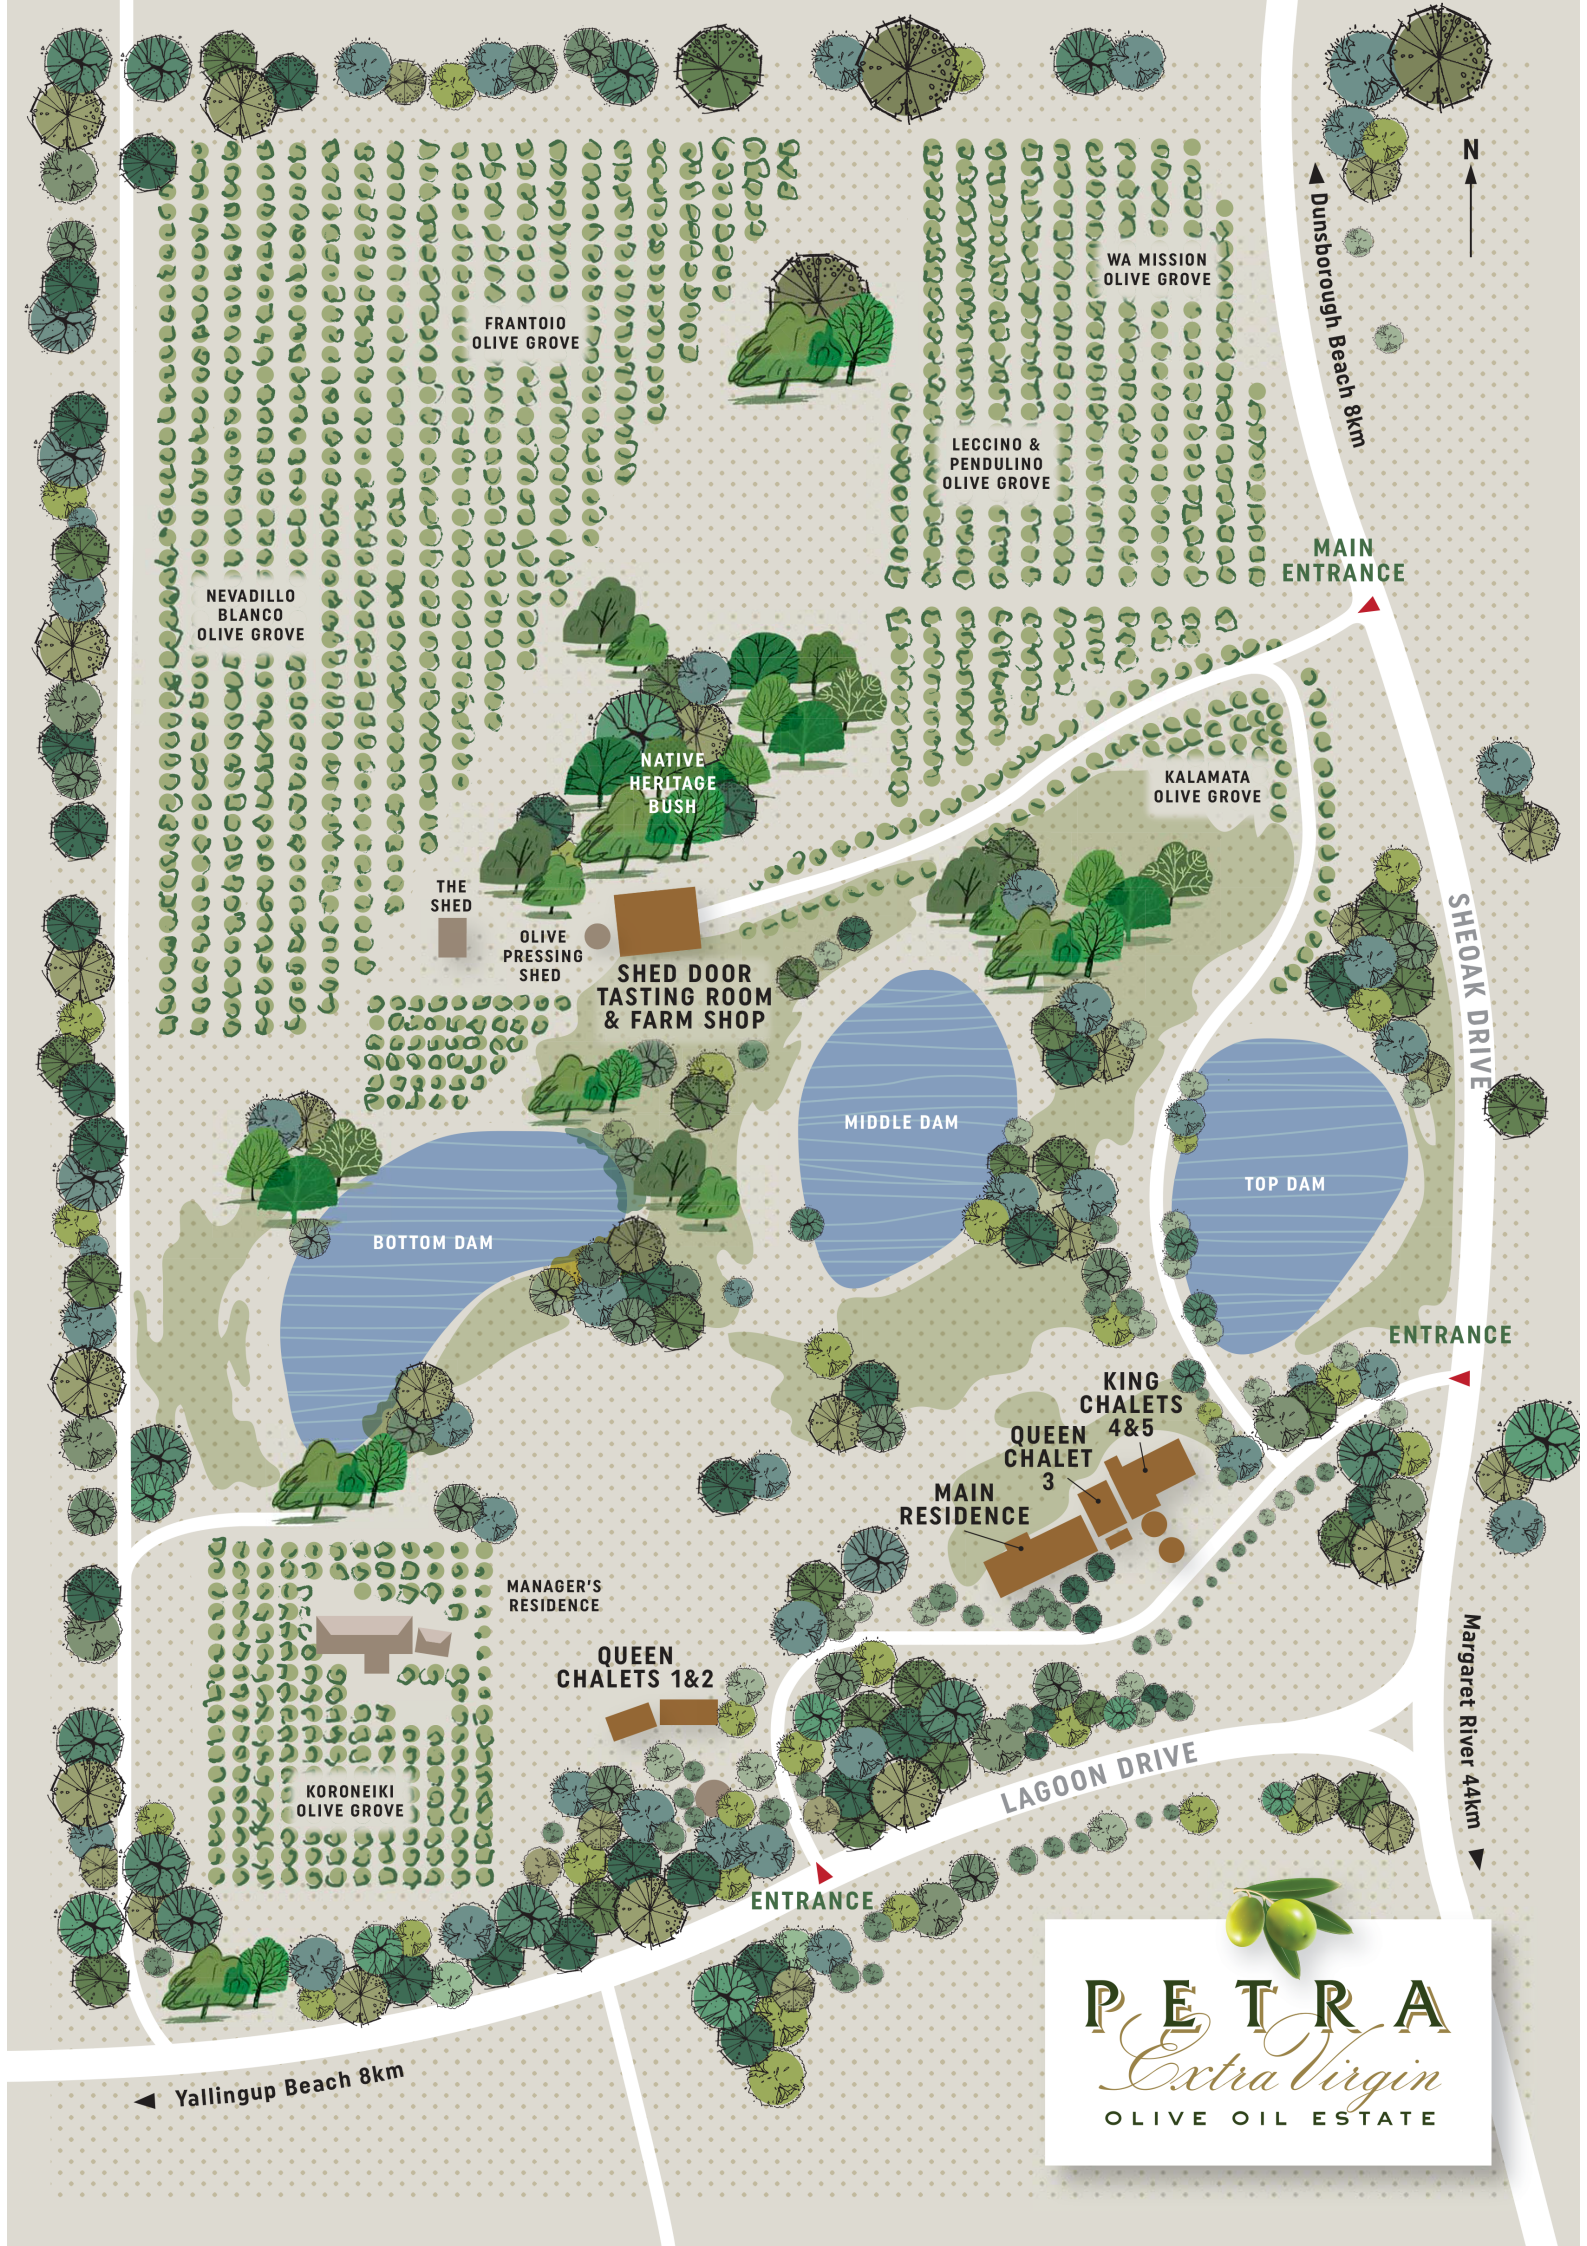 N
Dunsborough Beach 8km
WA MISSION
OLIVE GROVE
FRANTOIO
OLIVE GROVE
LECCINO &
PENDULINO
OLIVE GROVE
MAIN
ENTRANCE
NEVADILLO
BLANCO
OLIVE GROVE
NATIVE
HERITAGE
BUSH
KALAMATA
OLIVE GROVE
THE
SHED
OLIVE
PRESSING
SHED
SHED DOOR
TASTING ROOM
& FARM SHOP
SHEOAK DRIVE
MIDDLE DAM
TOP DAM
BOTTOM DAM
ENTRANCE
KING
CHALETS
4&5
QUEEN
CHALET
3
MAIN
RESIDENCE
MANAGER'S
RESIDENCE
QUEEN
CHALETS 1&2
Margaret River 44km
LAGOON DRIVE
KORONEIKI
OLIVE GROVE
ENTRANCE
PETRA
Extra Virgin
OLIVE OIL ESTATE
Yallingup Beach 8km